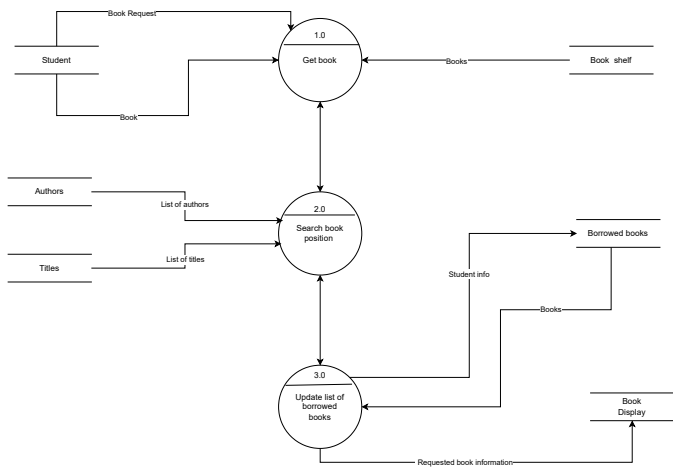 Book Request
1.0
Student
Get book
Books
Book shelf
Book
Authors
List of authors
2.0
Search book
position
Borrowed books
Titles
List of titles
Student info
Books
3.0
Update list of
borrowed
books
Book
Display
Requested book information